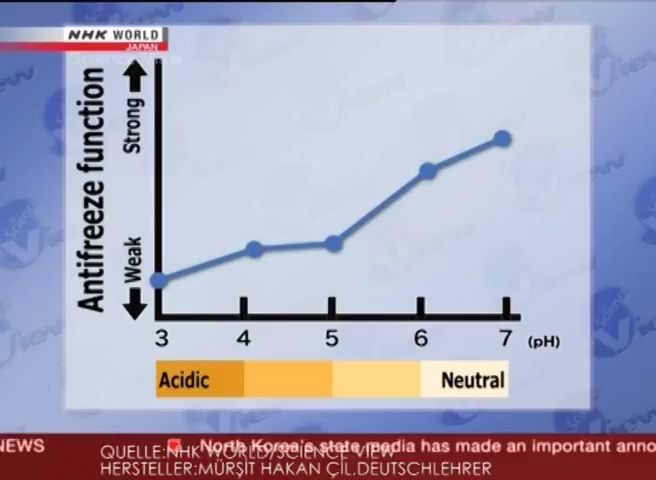 NHK WORLD
JAPAN
Antifreeze function
Strong
Weak
3 4 5 6 7 (pH)
Acidic Neutral
NEWS North Korea's state media has made an important anno
QUELLE:NHK WORLD/SCIENCE VIEW
HERSTELLER:MÜRŞİT HAKAN ÇİL,DEUTSCHLEHRER